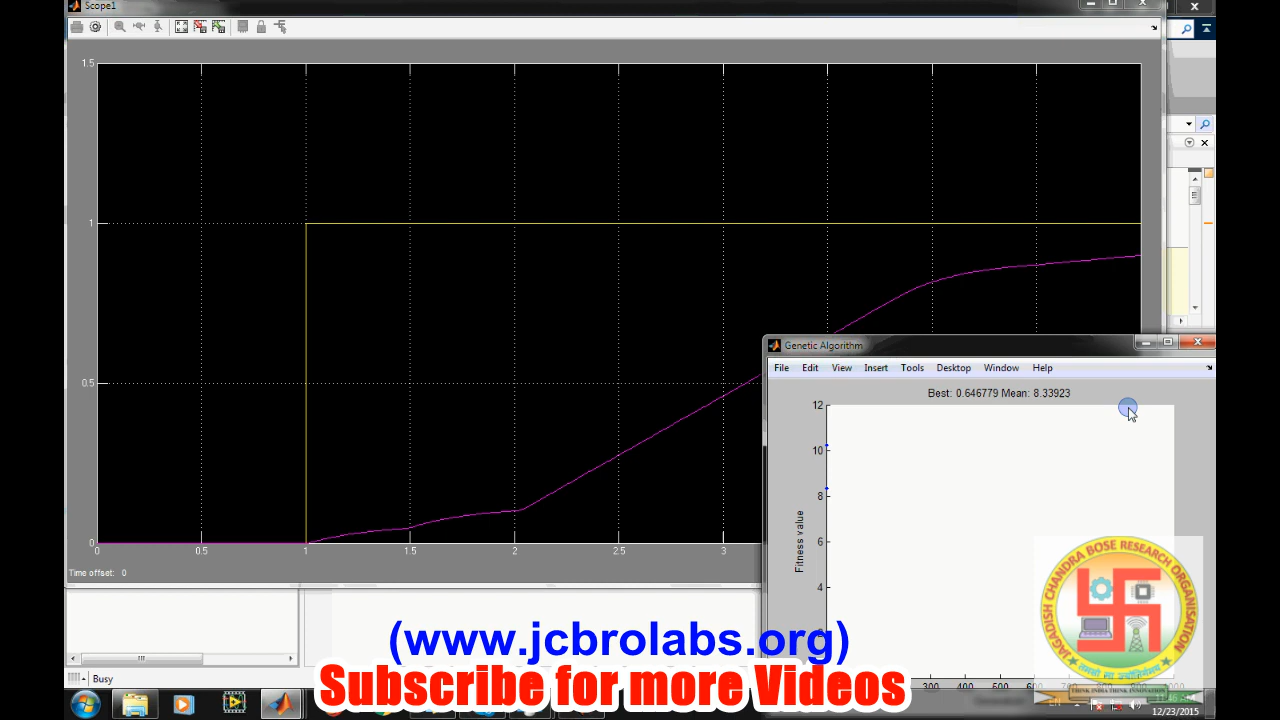 Scope1
1.5
1
0.5
0
0
0.5
1
1.5
2
2.5
3
Time offset: 0
Genetic Algorithm
File Edit View Insert Tools Desktop Window Help
Best: 0.646779 Mean: 8.33923
12
10
8
6
4
Fitness value
300 400
JAGADISH CHANDRA BOSE RESEARCH ORGANISATION
THINK INDIA THINK INNOVATION
(www.jcbrolabs.org)
Subscribe for more Videos
Busy
EN
12/23/2015